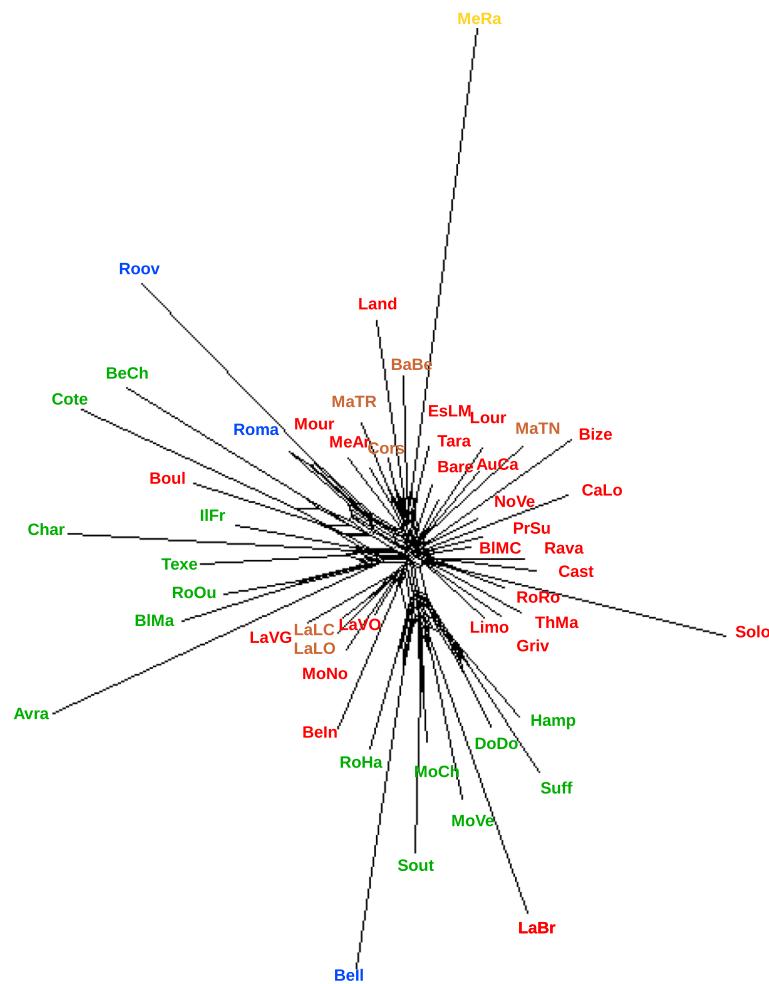 MeRa
Roov
Land
BaBe
BeCh
Cote
MaTR
EsLM
Lour
Mour
Roma
MaTN
Bize
MeAr
Cors
Tara
Bare
AuCa
Boul
CaLo
NoVe
IlFr
Char
PrSu
BlMC
Rava
Texe
Cast
RoOu
RoRo
BlMa
ThMa
LaVO
LaLC
LaVG
Limo
Solo
Griv
LaLO
MoNo
Avra
BeIn
Hamp
DoDo
RoHa
MoCh
Suff
MoVe
Sout
LaBr
Bell